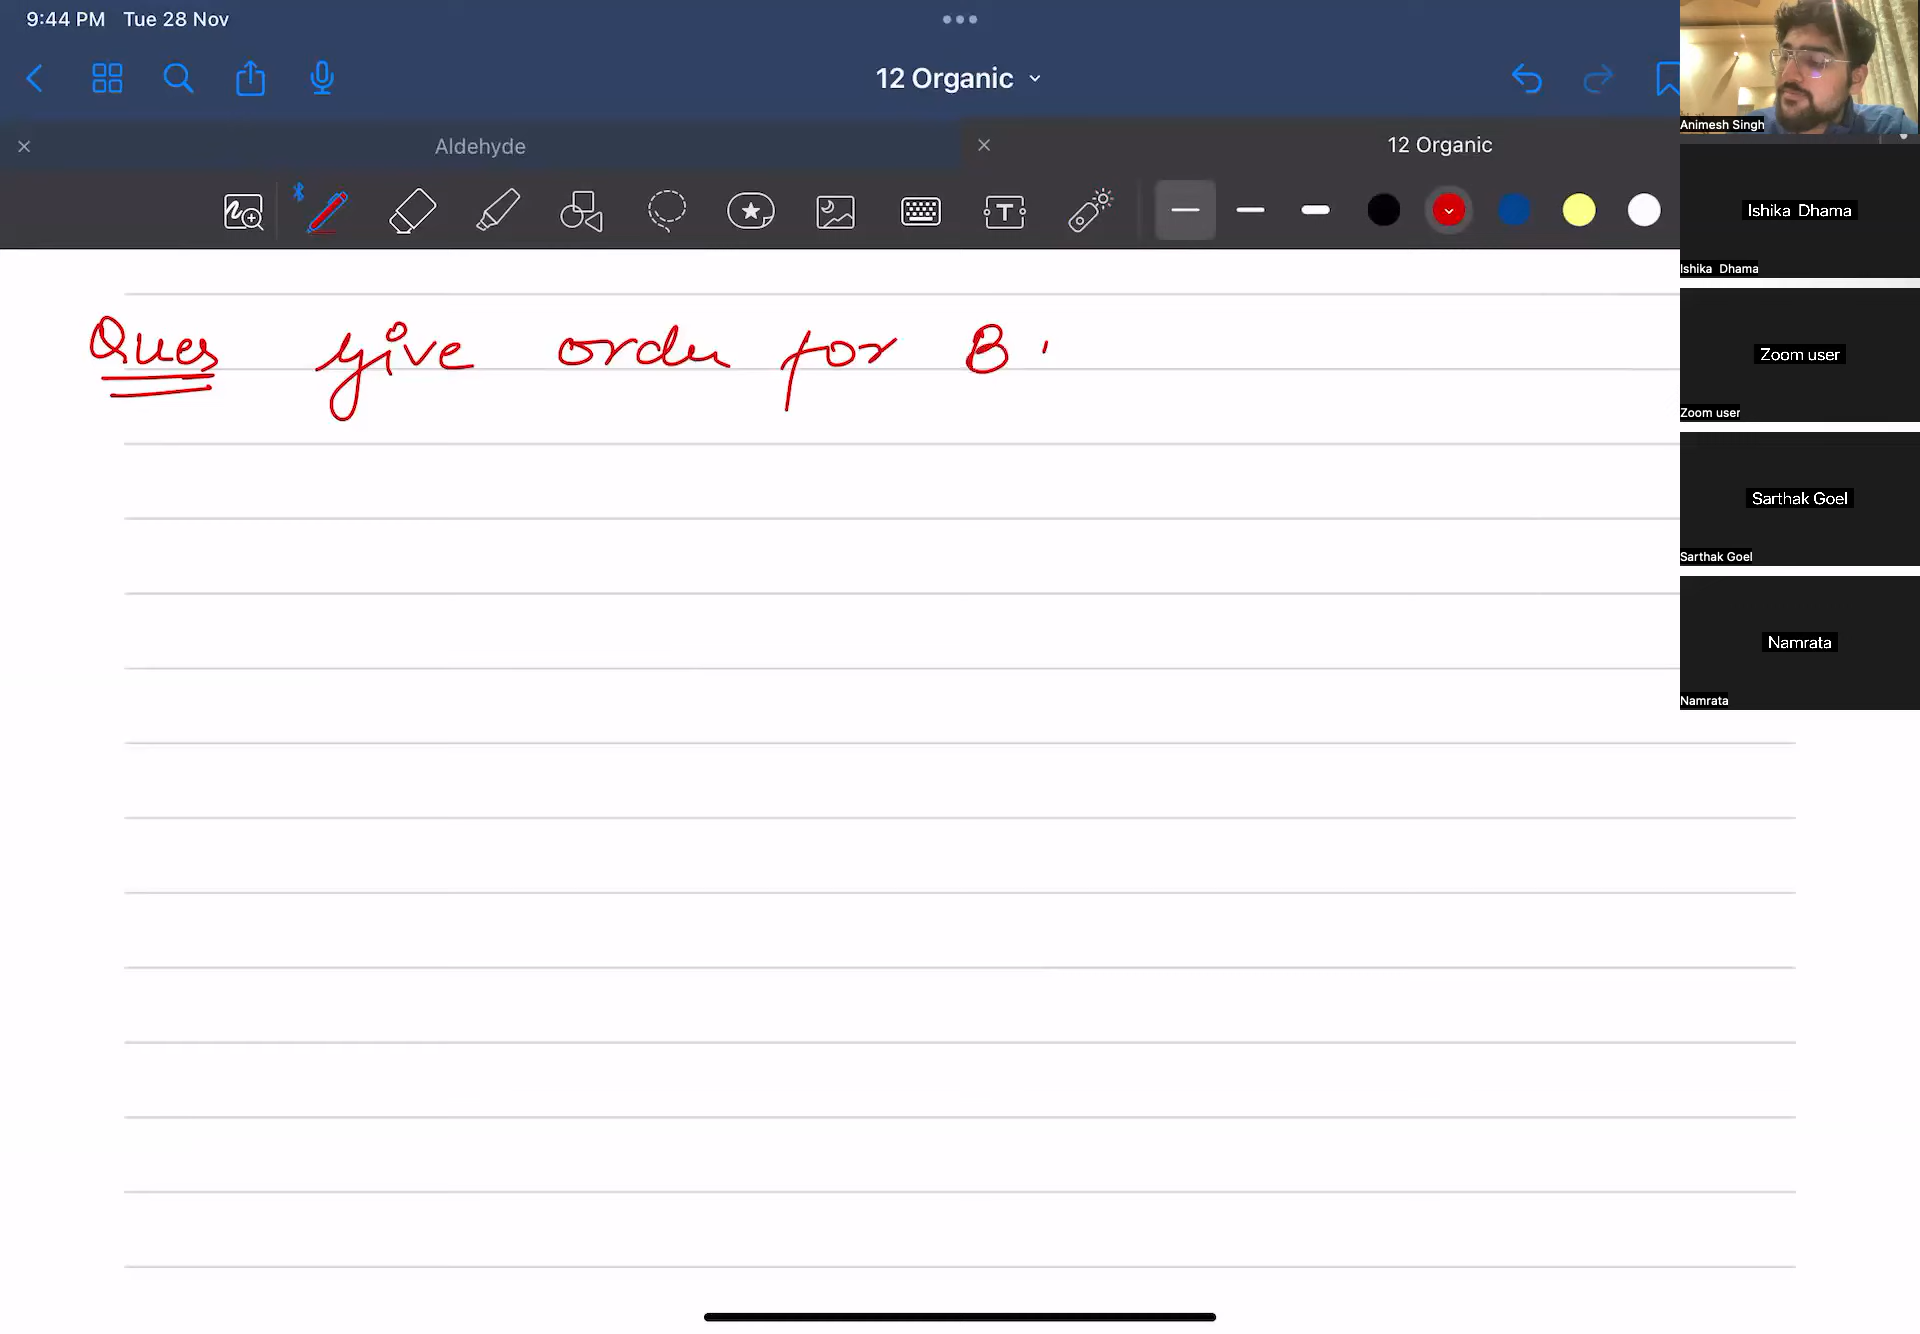 9:44 PM Tue 28 Nov
12 Organic
Aldehyde
12 Organic
Ques give order for B
Animesh Singh
Ishika Dhama
Ishika Dhama
Zoom user
Zoom user
Sarthak Goel
Sarthak Goel
Namrata
Namrata